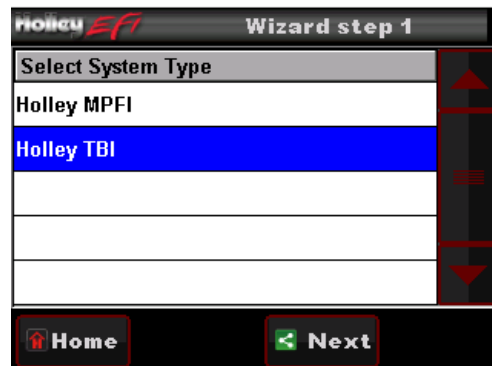 Holley EFI Wizard step 1
Select System Type
Holley MPFI
Holley TBI
Home Next